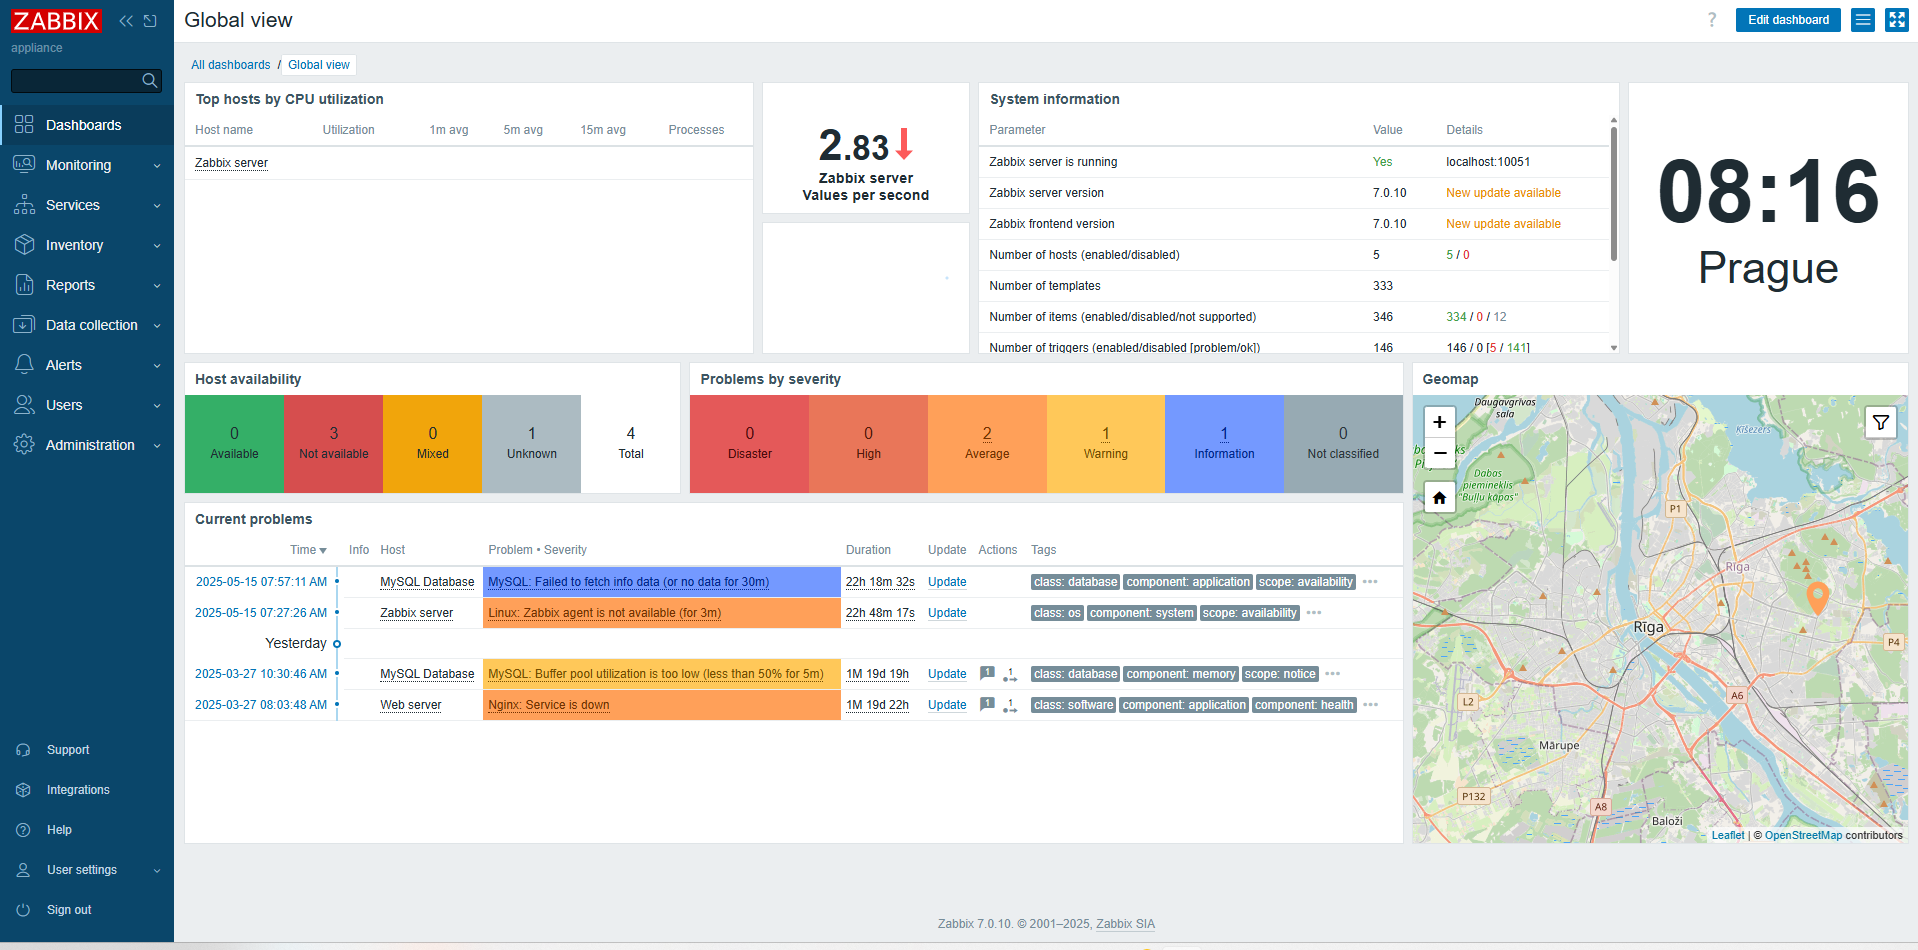 ZABBIX
appliance
Dashboards
Monitoring
Services
Inventory
Reports
Data collection
Alerts
Users
Administration
Support
Integrations
Help
User settings
Sign out
Global view
?
Edit dashboard
All dashboards / Global view
Top hosts by CPU utilization
Host name Utilization 1m avg 5m avg 15m avg Processes
Zabbix server
2.83
Zabbix server
Values per second
System information
Parameter Value Details
Zabbix server is running Yes localhost:10051
Zabbix server version 7.0.10 New update available
Zabbix frontend version 7.0.10 New update available
Number of hosts (enabled/disabled) 5 5 / 0
Number of templates 333
Number of items (enabled/disabled/not supported) 346 334 / 0 / 12
Number of triggers (enabled/disabled [problem/ok]) 146 146 / 0 [5 / 141]
08:16
Prague
Host availability
0 Available
3 Not available
0 Mixed
1 Unknown
4 Total
Problems by severity
0 Disaster
0 High
2 Average
1 Warning
1 Information
0 Not classified
Current problems
Time Info Host Problem • Severity Duration Update Actions Tags
2025-05-15 07:57:11 AM MySQL Database MySQL: Failed to fetch info data (or no data for 30m) 22h 18m 32s Update class: database component: application scope: availability •••
2025-05-15 07:27:26 AM Zabbix server Linux: Zabbix agent is not available (for 3m) 22h 48m 17s Update class: os component: system scope: availability •••
Yesterday
2025-03-27 10:30:46 AM MySQL Database MySQL: Buffer pool utilization is too low (less than 50% for 5m) 1M 19d 19h Update 1 1 class: database component: memory scope: notice •••
2025-03-27 08:03:48 AM Web server Nginx: Service is down 1M 19d 22h Update 1 1 class: software component: application component: health •••
Geomap
+
−
Daugavgrīvas
sala
Ķīšezers
Dabas
piemineklis
"Buļļu kāpas"
P1
Rīga
Rīga
P4
A6
L2
Mārupe
P132
A8
Baloži
Leaflet | © OpenStreetMap contributors
Zabbix 7.0.10. © 2001–2025, Zabbix SIA